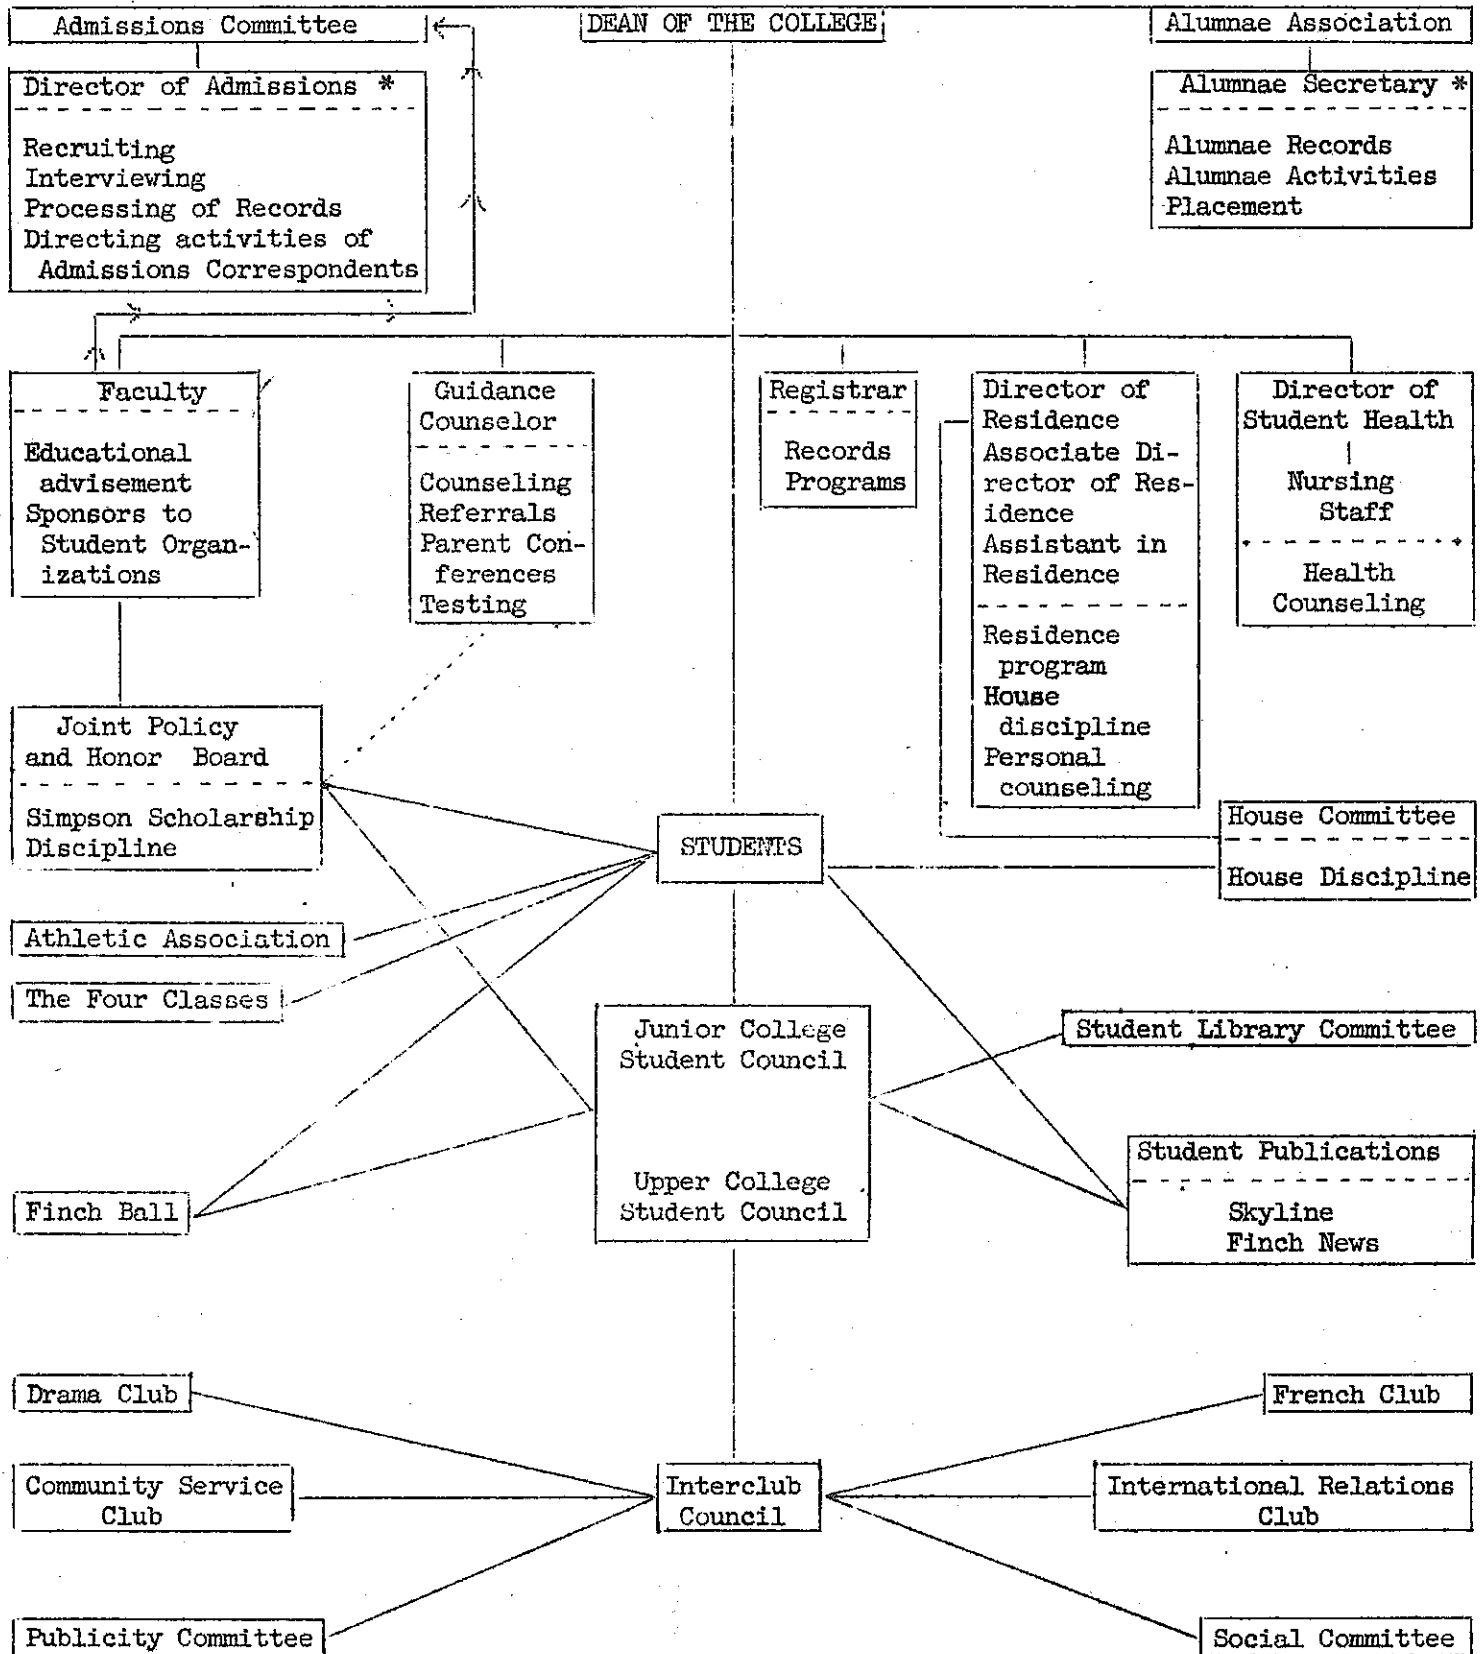 Admissions Committee
DEAN OF THE COLLEGE
Alumnae Association
Director of Admissions *
Recruiting
Interviewing
Processing of Records
Directing activities of
Admissions Correspondents
Alumnae Secretary *
Alumnae Records
Alumnae Activities
Placement
Faculty
Educational
advisement
Sponsors to
Student Organ-
izations
Guidance
Counselor
Counseling
Referrals
Parent Con-
ferences
Testing
Registrar
Records
Programs
Director of
Residence
Associate Di-
rector of Res-
idence
Assistant in
Residence
Residence
program
House
discipline
Personal
counseling
Director of
Student Health
Nursing
Staff
Health
Counseling
Joint Policy
and Honor Board
Simpson Scholarship
Discipline
STUDENTS
House Committee
House Discipline
Athletic Association
The Four Classes
Junior College
Student Council
Upper College
Student Council
Student Library Committee
Student Publications
Skyline
Finch News
Finch Ball
Drama Club
French Club
Community Service
Club
Interclub
Council
International Relations
Club
Publicity Committee
Social Committee